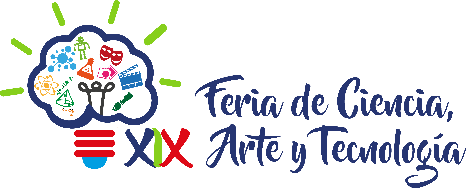 XIX
Feria de Ciencia,
Arte y Tecnología